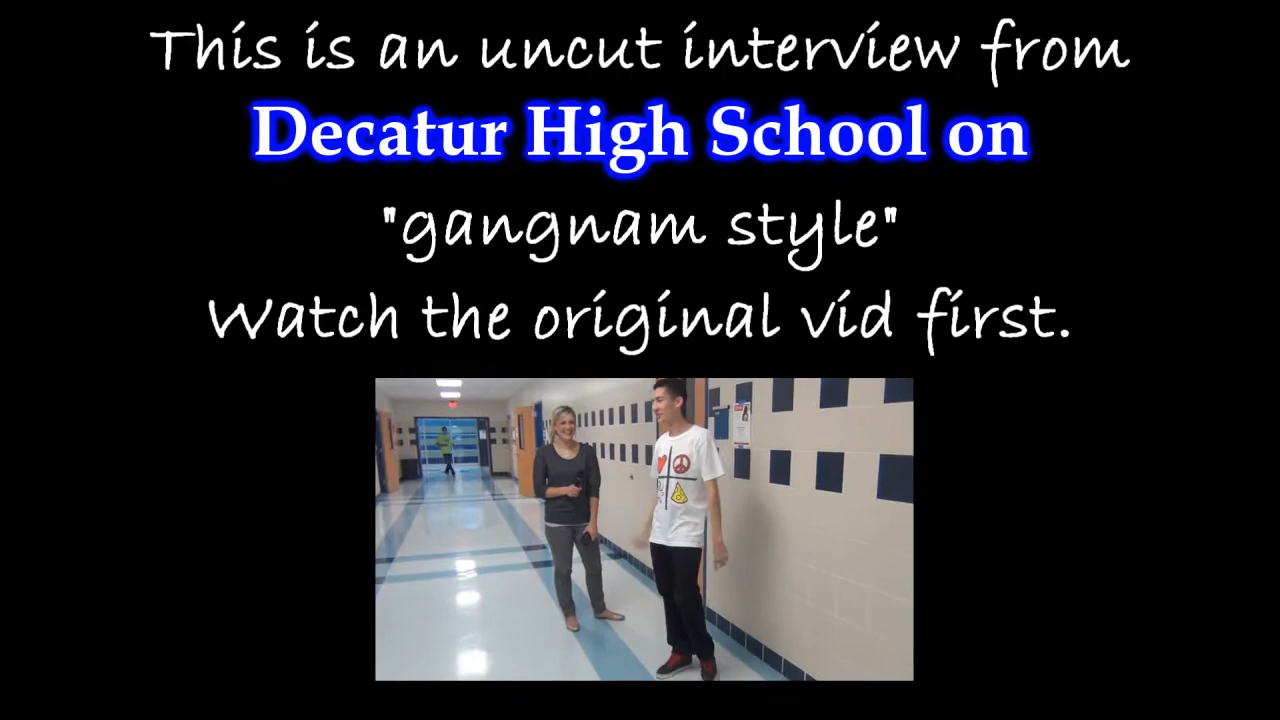 This is an uncut interview from
Decatur High School on
"gangnam style"
Watch the original vid first.